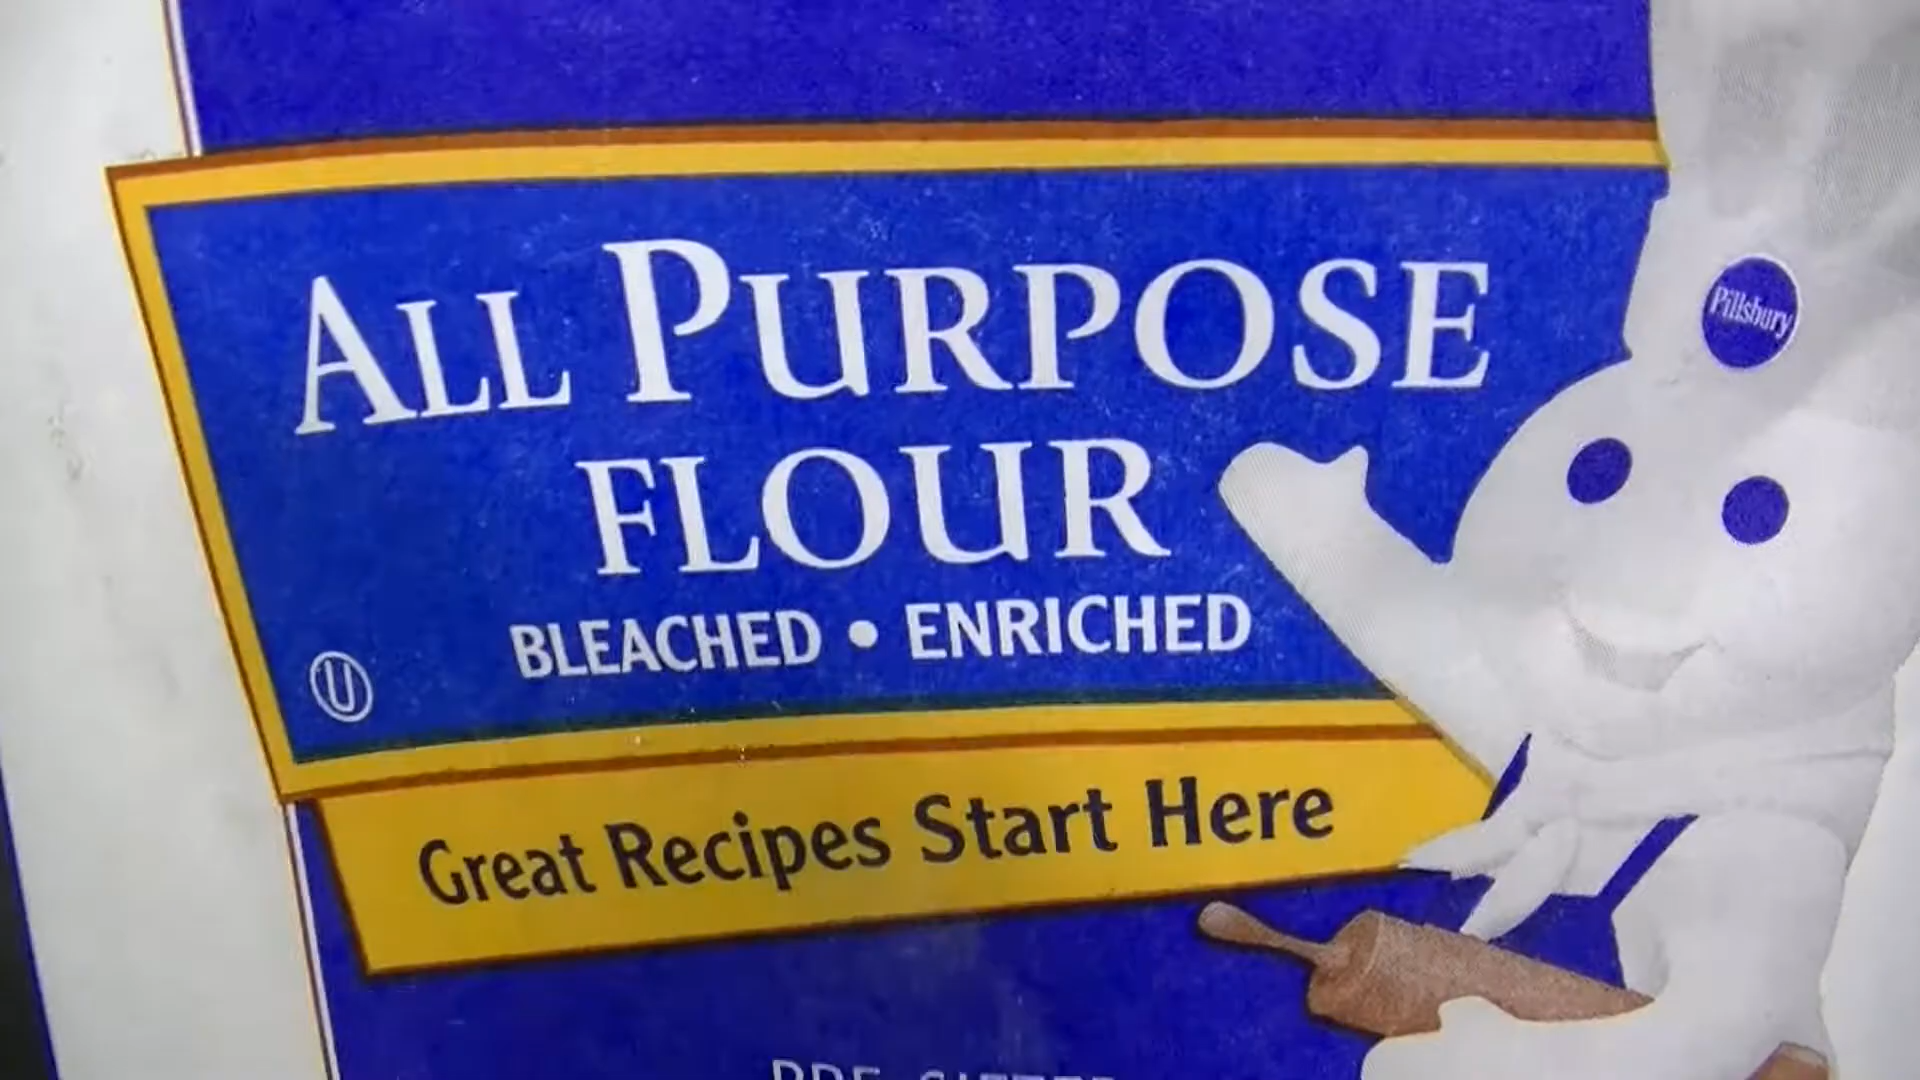 ALL PURPOSE
Pillsbury
FLOUR
BLEACHED • ENRICHED
U
Great Recipes Start Here